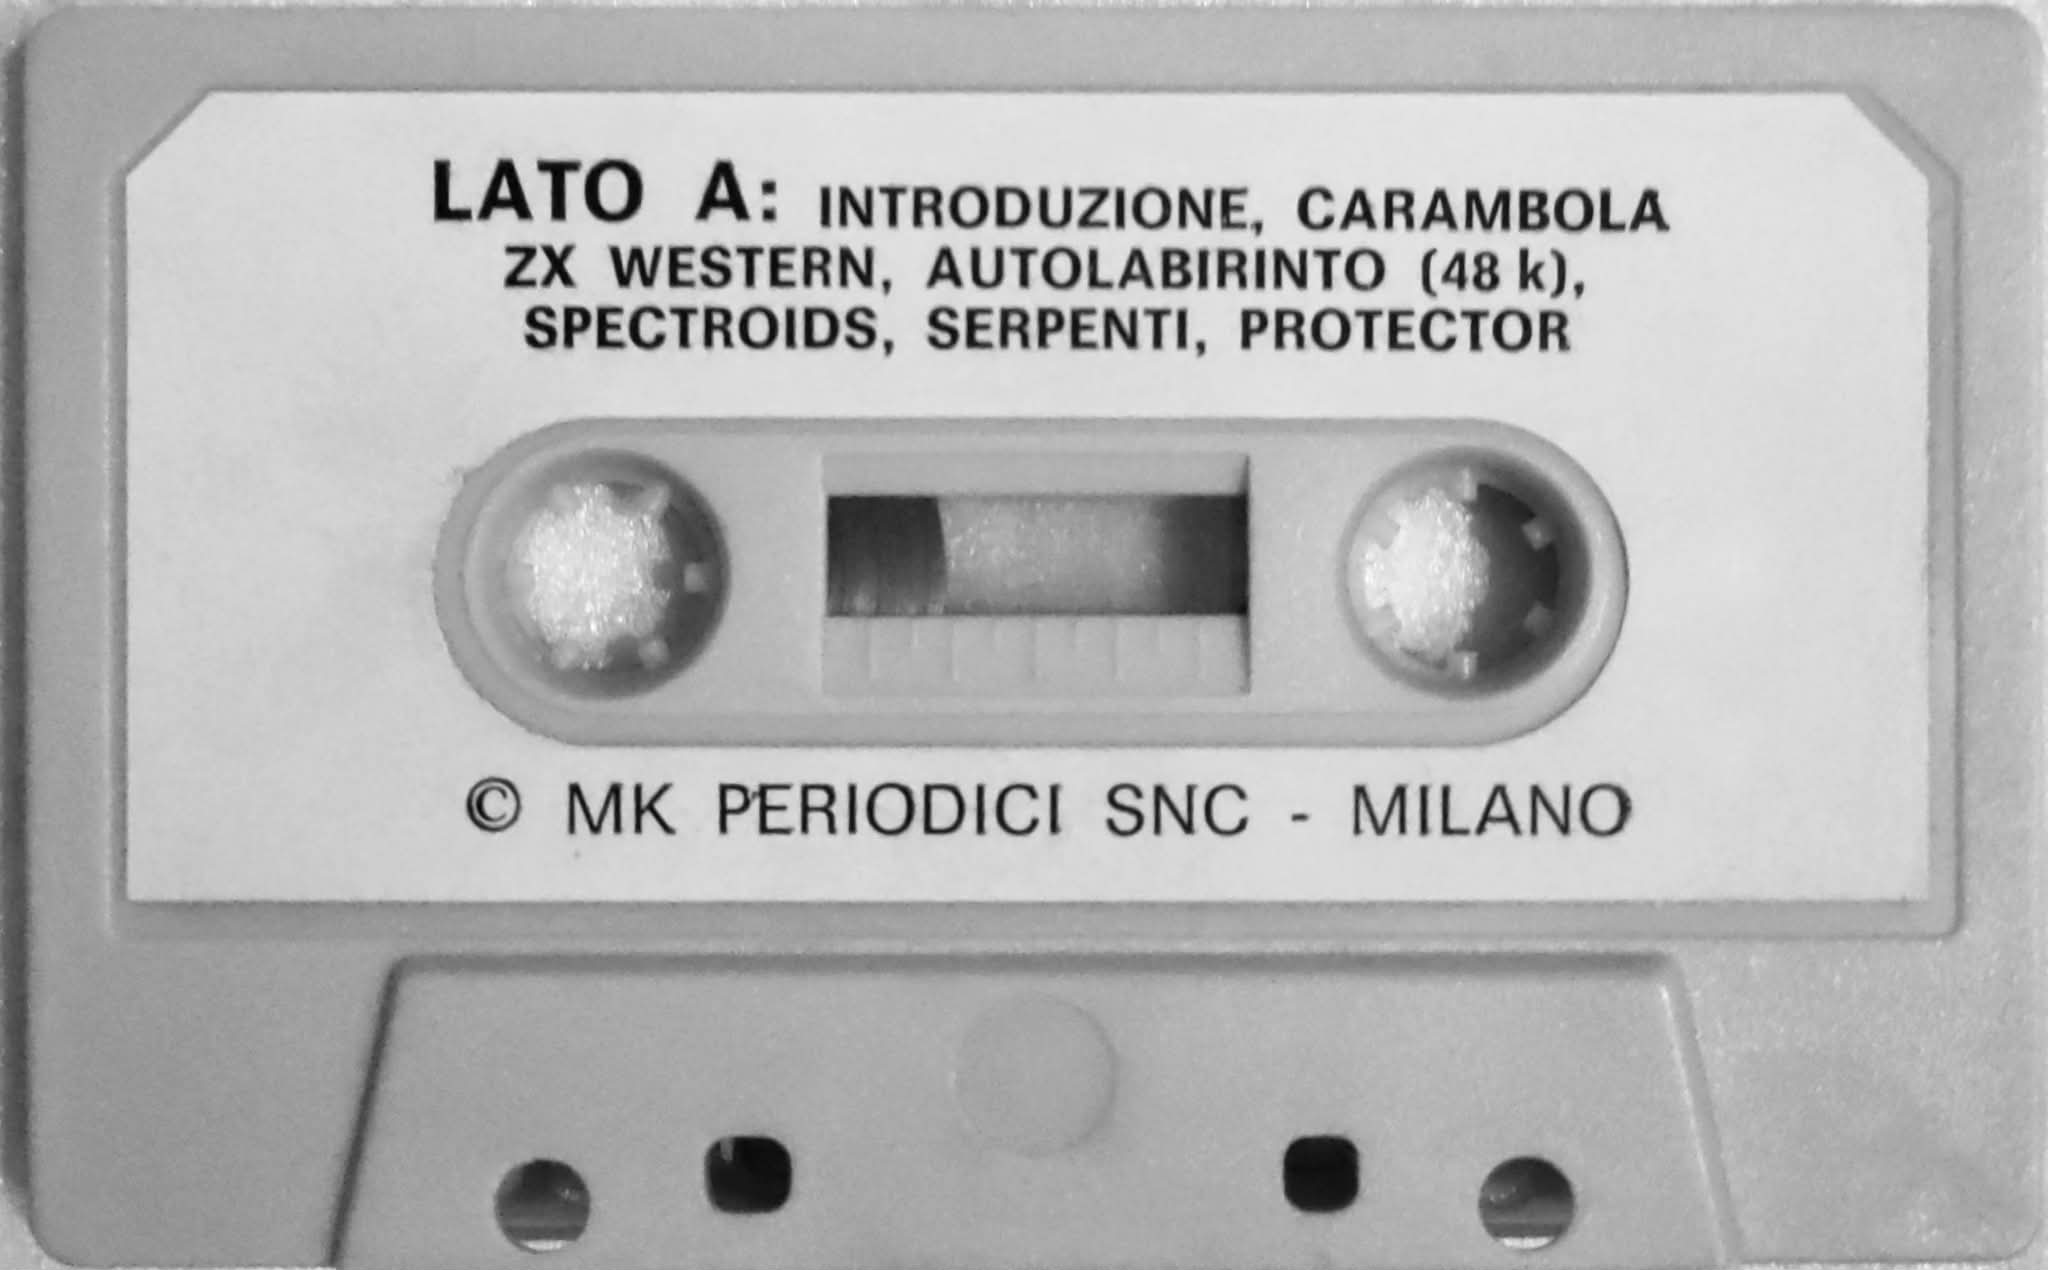 LATO A: INTRODUZIONE, CARAMBOLA
ZX WESTERN, AUTOLABIRINTO (48 k),
SPECTROIDS, SERPENTI, PROTECTOR
© MK PERIODICI SNC - MILANO